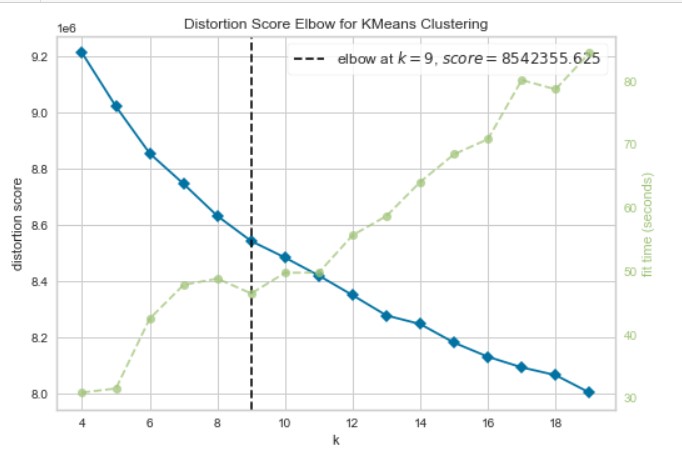 Distortion Score Elbow for KMeans Clustering
1e6
elbow at k = 9, score = 8542355.625
9.2
9.0
8.8
8.6
8.4
8.2
8.0
distortion score
80
70
60
50
40
30
fit time (seconds)
4 6 8 10 12 14 16 18
k